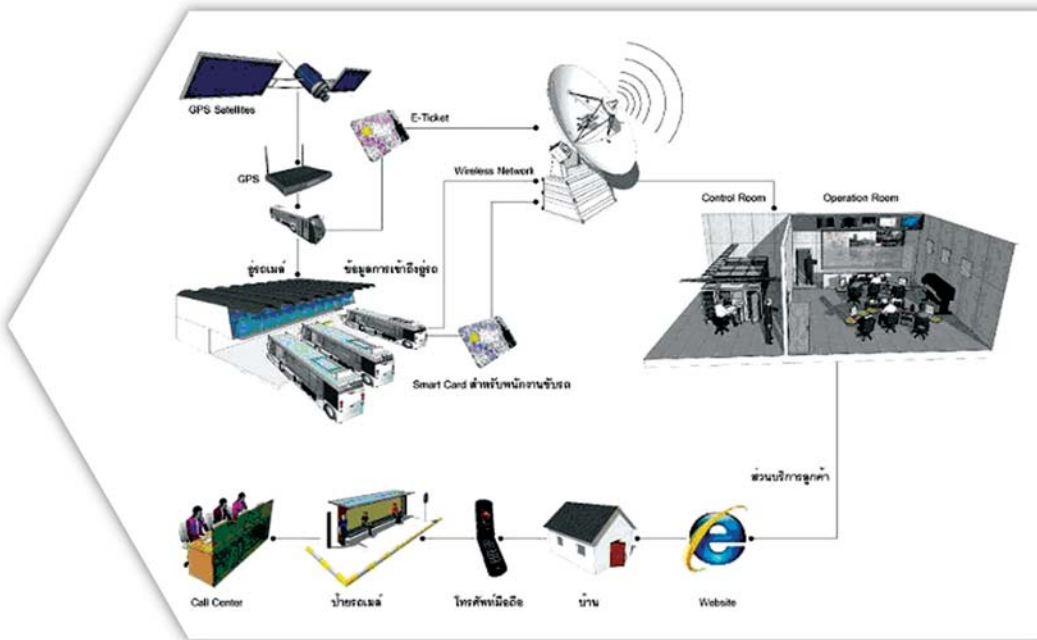 GPS Satellites
E-Ticket
GPS
Wireless Network
Control Room
Operation Room
อู่รถเมล์
ข้อมูลการเข้าถึงอู่รถ
Smart Card สำหรับพนักงานขับรถ
ส่วนบริการลูกค้า
Call Center
ป้ายรถเมล์
โทรศัพท์มือถือ
บ้าน
Website